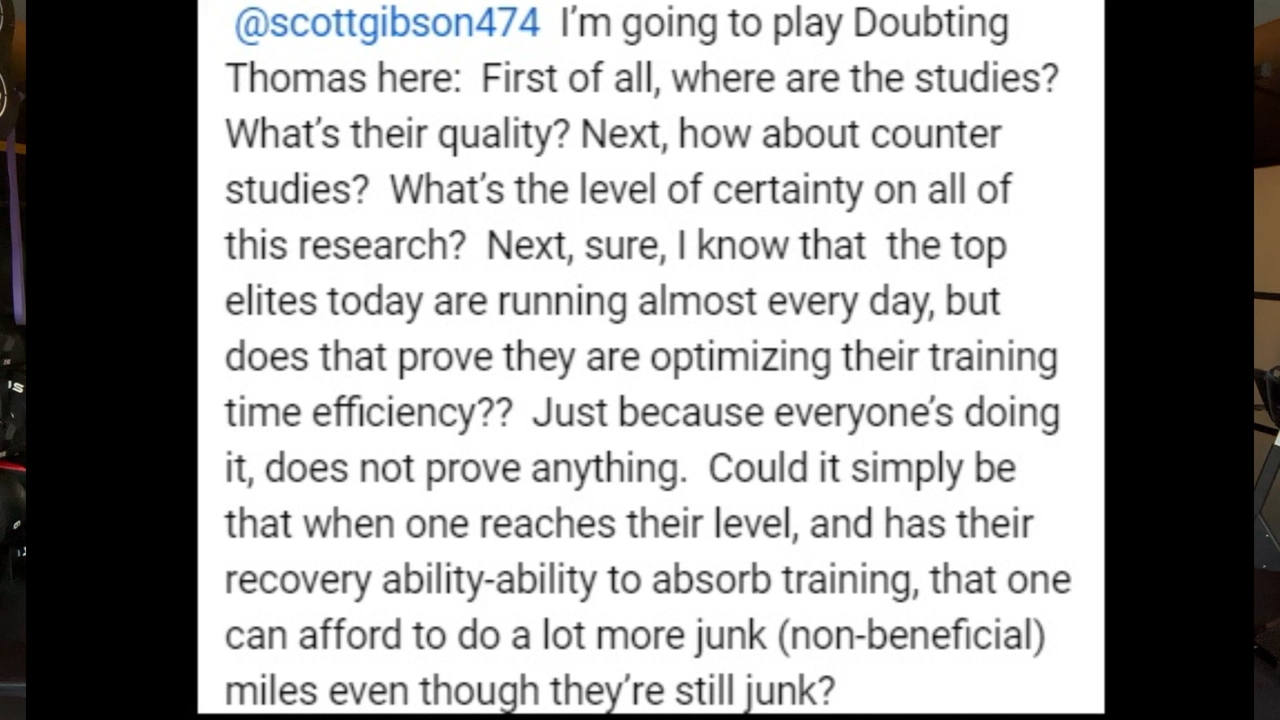 @scottgibson474 I'm going to play Doubting
Thomas here: First of all, where are the studies?
What's their quality? Next, how about counter
studies? What's the level of certainty on all of
this research? Next, sure, I know that the top
elites today are running almost every day, but
does that prove they are optimizing their training
time efficiency?? Just because everyone's doing
it, does not prove anything. Could it simply be
that when one reaches their level, and has their
recovery ability-ability to absorb training, that one
can afford to do a lot more junk (non-beneficial)
miles even though they're still junk?